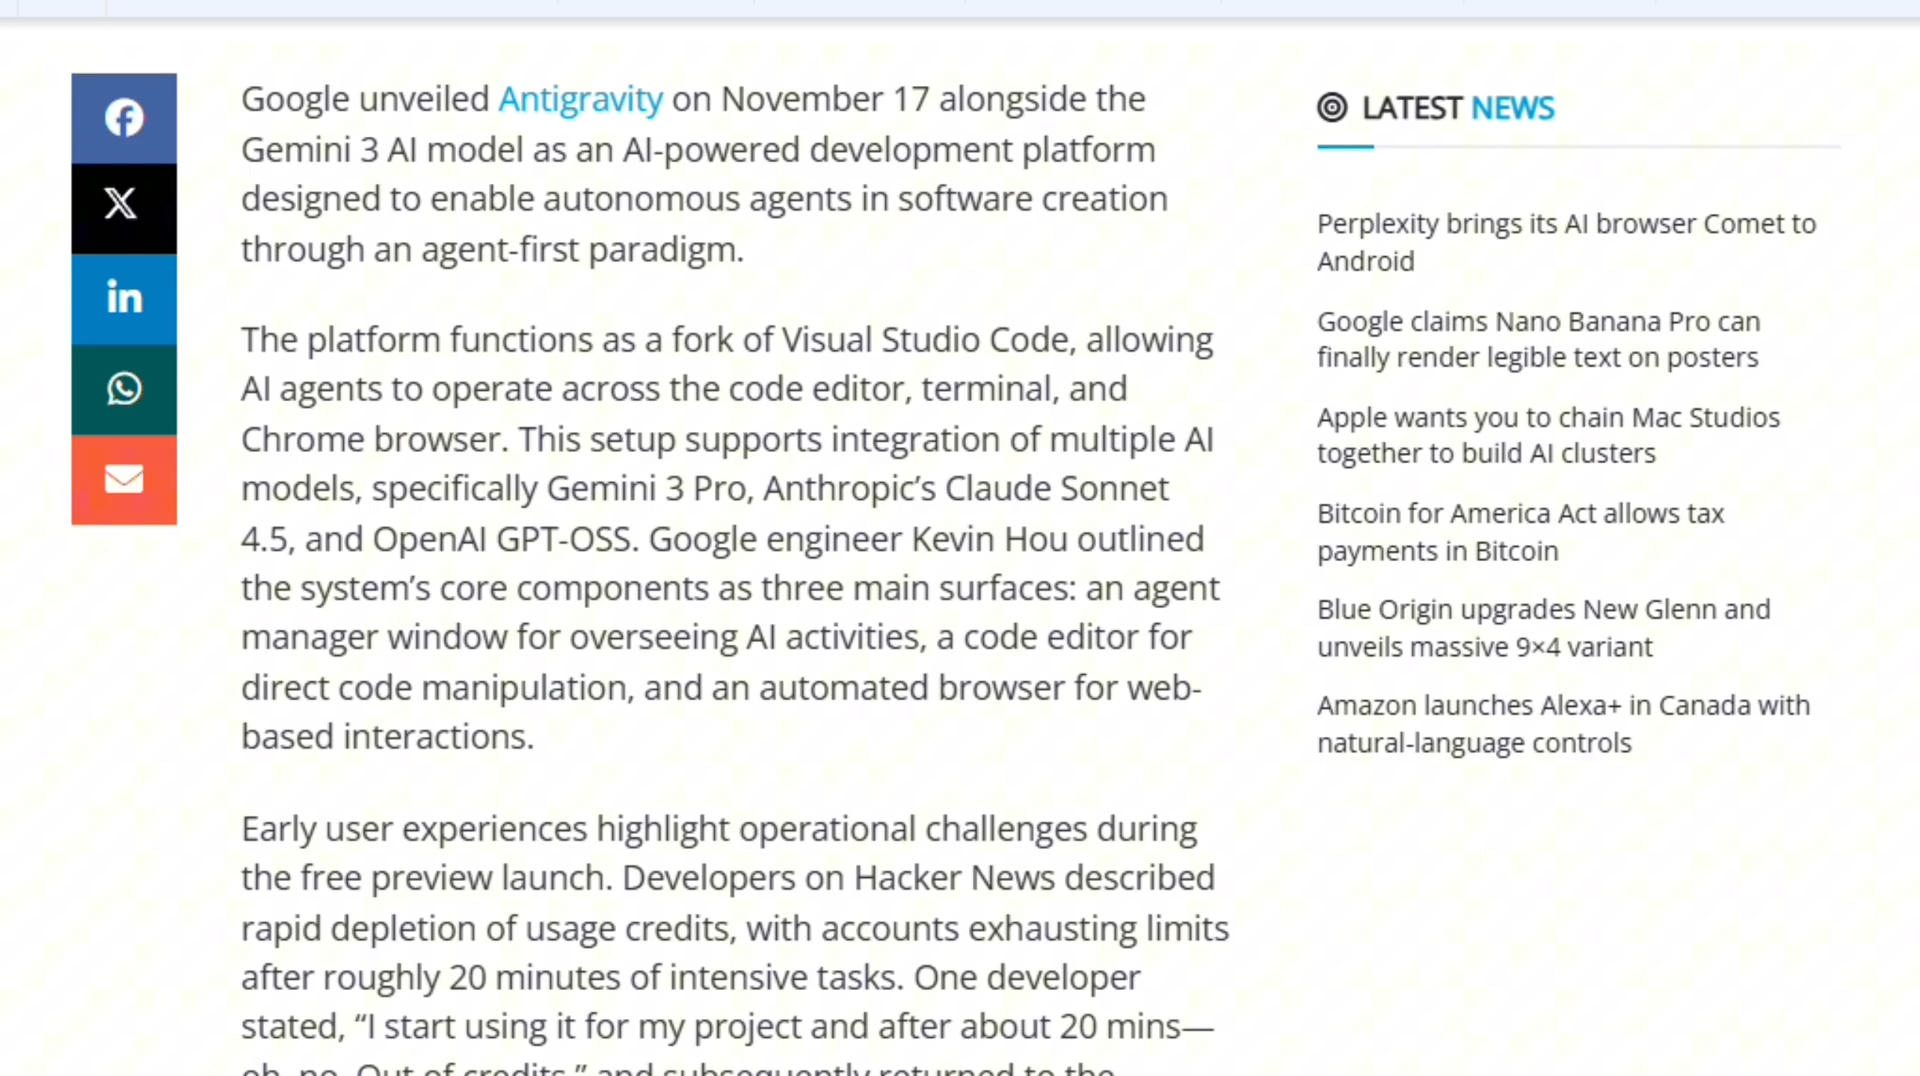 Google unveiled Antigravity on November 17 alongside the
Gemini 3 AI model as an AI-powered development platform
designed to enable autonomous agents in software creation
through an agent-first paradigm.
The platform functions as a fork of Visual Studio Code, allowing
AI agents to operate across the code editor, terminal, and
Chrome browser. This setup supports integration of multiple AI
models, specifically Gemini 3 Pro, Anthropic’s Claude Sonnet
4.5, and OpenAI GPT-OSS. Google engineer Kevin Hou outlined
the system’s core components as three main surfaces: an agent
manager window for overseeing AI activities, a code editor for
direct code manipulation, and an automated browser for web-
based interactions.
Early user experiences highlight operational challenges during
the free preview launch. Developers on Hacker News described
rapid depletion of usage credits, with accounts exhausting limits
after roughly 20 minutes of intensive tasks. One developer
stated, “I start using it for my project and after about 20 mins—
oh, no. Out of credits,” and subsequently returned to the
LATEST NEWS
Perplexity brings its AI browser Comet to
Android
Google claims Nano Banana Pro can
finally render legible text on posters
Apple wants you to chain Mac Studios
together to build AI clusters
Bitcoin for America Act allows tax
payments in Bitcoin
Blue Origin upgrades New Glenn and
unveils massive 9×4 variant
Amazon launches Alexa+ in Canada with
natural-language controls